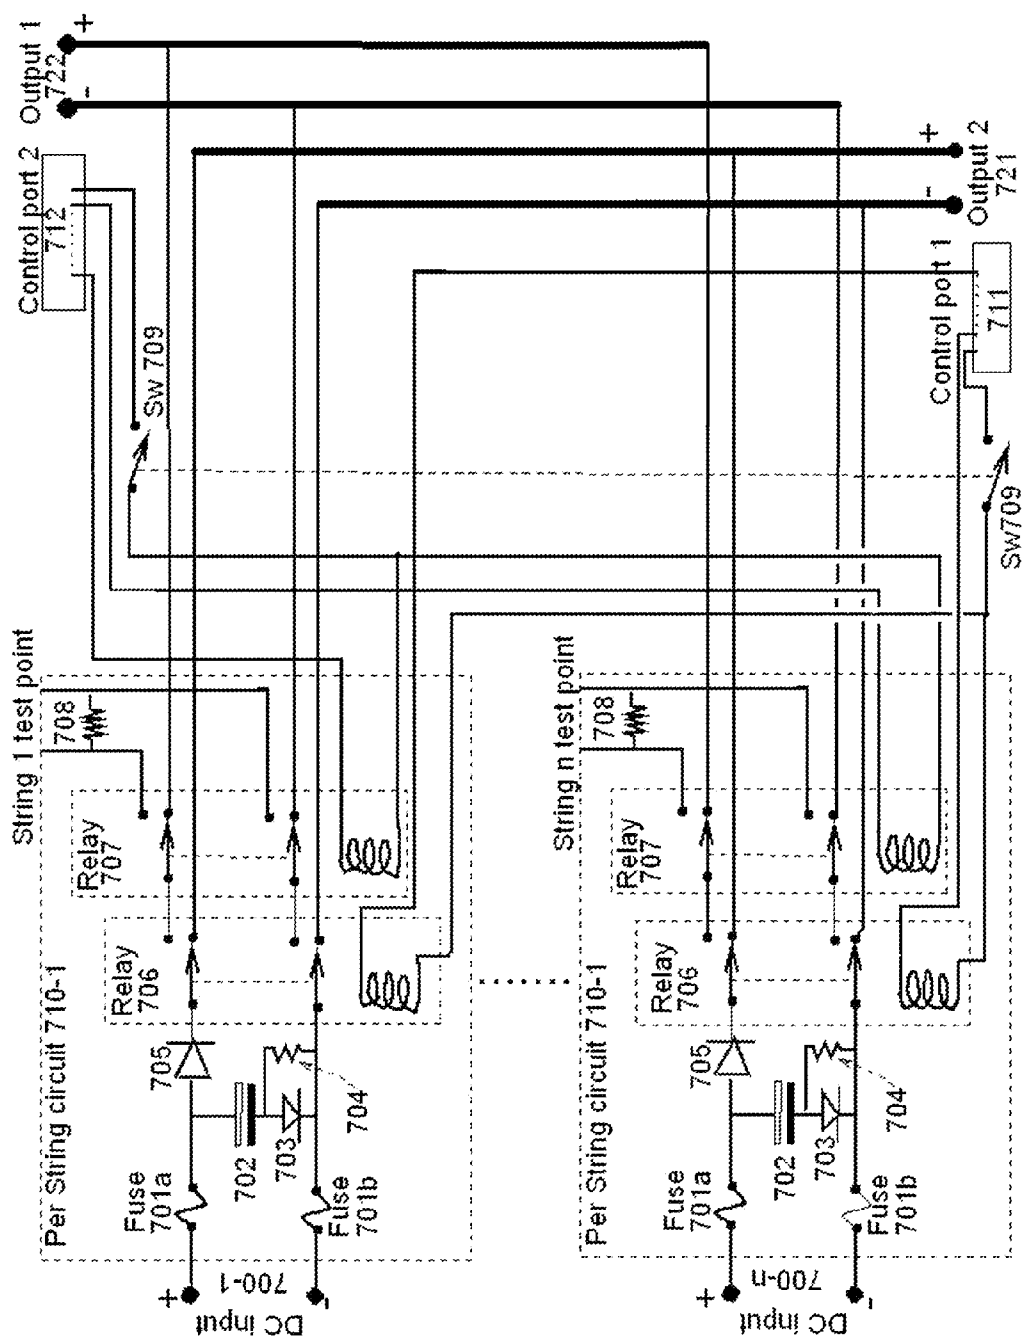 Output 1
722
+
-
Control port 2
712
Sw 709
+
-
Output 2
721
Control port 1
711
Sw709
String 1 test point
708
Relay
707
Relay
706
Per String circuit 710-1
705
702
703
704
Fuse
701a
Fuse
701b
+
-
700-1
DC input
String n test point
708
Relay
707
Relay
706
Per String circuit 710-1
705
702
703
704
Fuse
701a
Fuse
701b
+
-
700-n
DC input